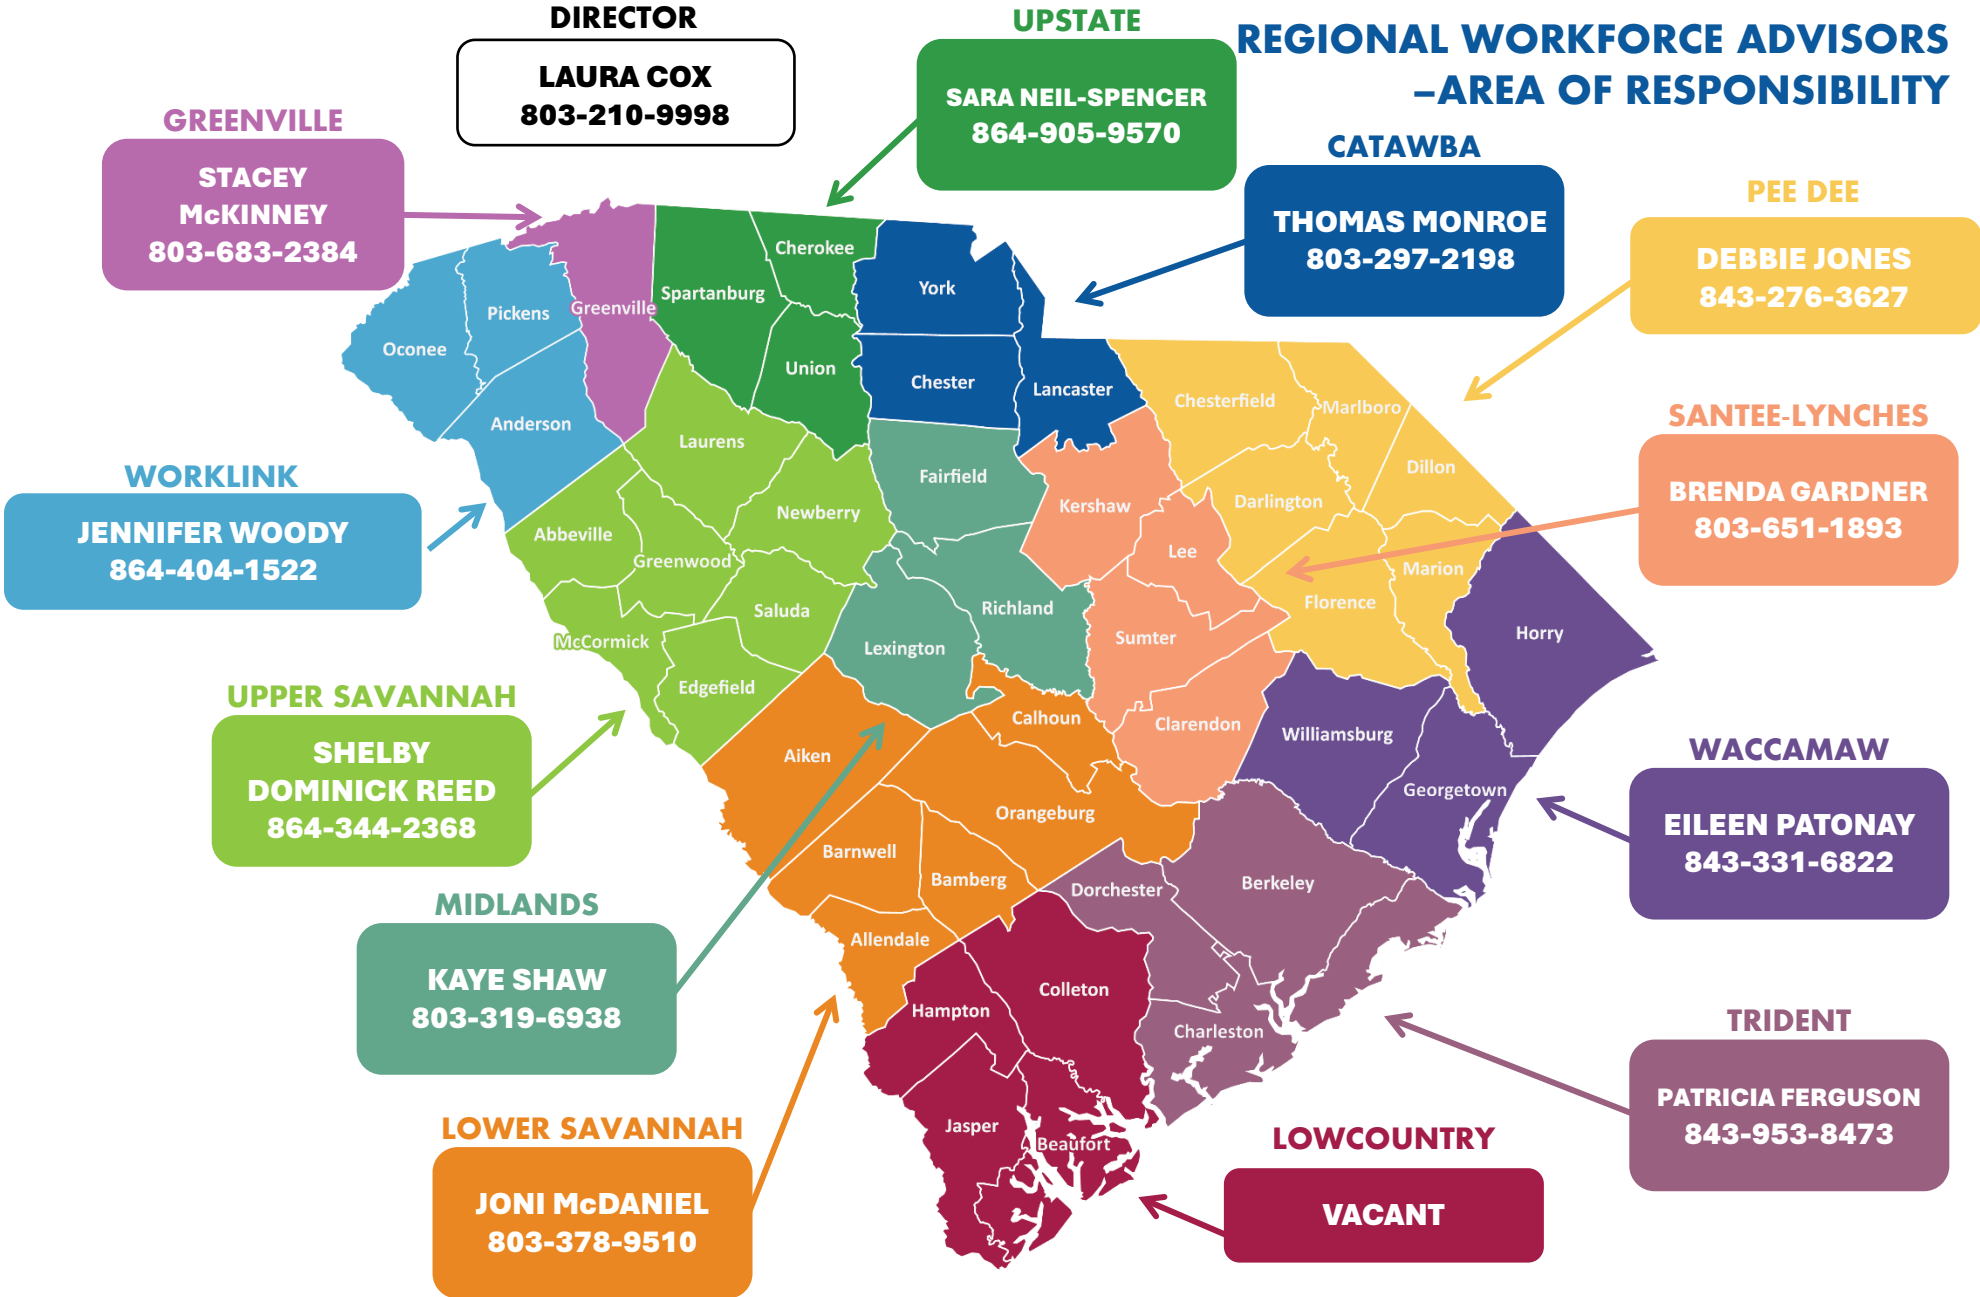 DIRECTOR
LAURA COX
803-210-9998
UPSTATE
SARA NEIL-SPENCER
864-905-9570
REGIONAL WORKFORCE ADVISORS
–AREA OF RESPONSIBILITY
GREENVILLE
STACEY
McKINNEY
803-683-2384
CATAWBA
THOMAS MONROE
803-297-2198
PEE DEE
DEBBIE JONES
843-276-3627
SANTEE-LYNCHES
BRENDA GARDNER
803-651-1893
WORKLINK
JENNIFER WOODY
864-404-1522
UPPER SAVANNAH
SHELBY
DOMINICK REED
864-344-2368
WACCAMAW
EILEEN PATONAY
843-331-6822
MIDLANDS
KAYE SHAW
803-319-6938
TRIDENT
PATRICIA FERGUSON
843-953-8473
LOWER SAVANNAH
JONI McDANIEL
803-378-9510
LOWCOUNTRY
VACANT
Cherokee
York
Spartanburg
Greenville
Pickens
Oconee
Union
Chester
Lancaster
Chesterfield
Marlboro
Anderson
Laurens
Dillon
Fairfield
Darlington
Kershaw
Newberry
Abbeville
Lee
Greenwood
Marion
Florence
Richland
Saluda
Horry
Sumter
McCormick
Lexington
Edgefield
Calhoun
Clarendon
Williamsburg
Aiken
Georgetown
Orangeburg
Barnwell
Bamberg
Berkeley
Dorchester
Allendale
Colleton
Hampton
Charleston
Jasper
Beaufort